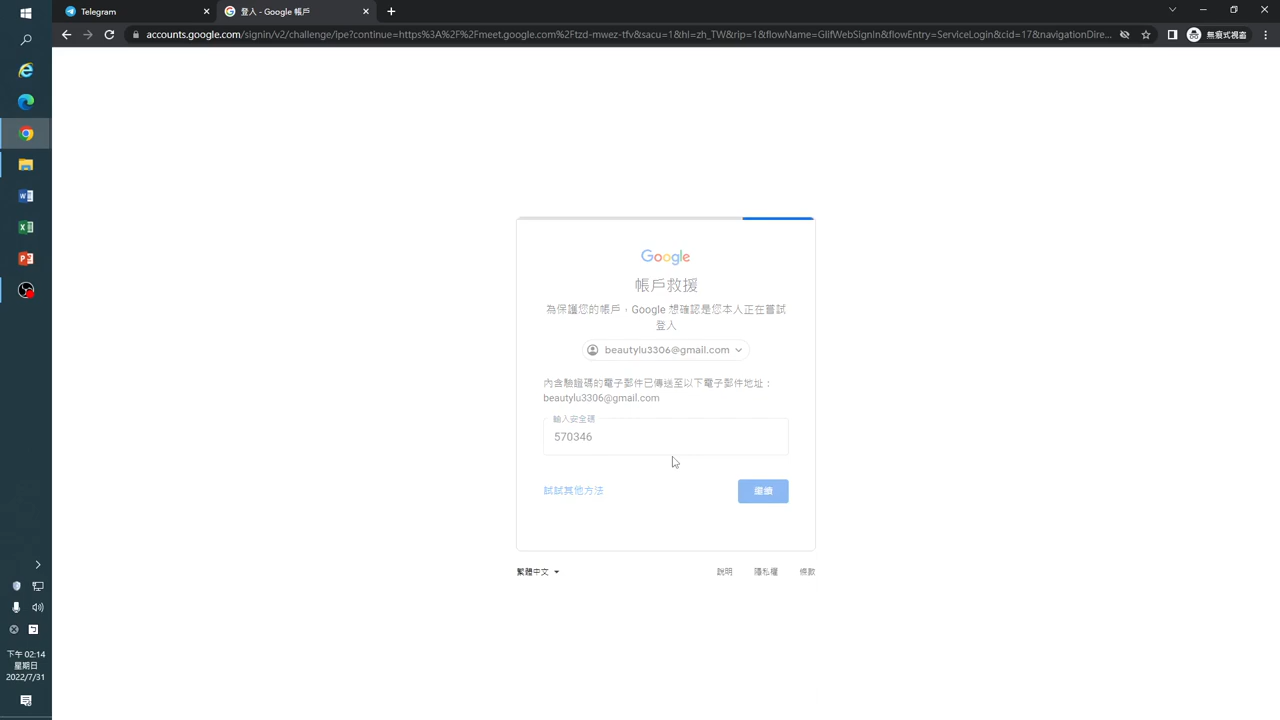 Telegram
登入 - Google 帳戶
accounts.google.com/signin/v2/challenge/ipe?continue=https%3A%2F%2Fmeet.google.com%2Ftzd-mwez-tfv&sacu=1&hl=zh_TW&rip=1&flowName=GlifWebSignIn&flowEntry=ServiceLogin&cid=17&navigationDire...
無痕式視窗
Google
帳戶救援
為保護您的帳戶，Google 想確認是您本人正在嘗試
登入
beautylu3306@gmail.com
內含驗證碼的電子郵件已傳送至以下電子郵件地址：
beautylu3306@gmail.com
輸入安全碼
570346
試試其他方法
繼續
繁體中文
說明
隱私權
條款
下午 02:14
星期日
2022/7/31